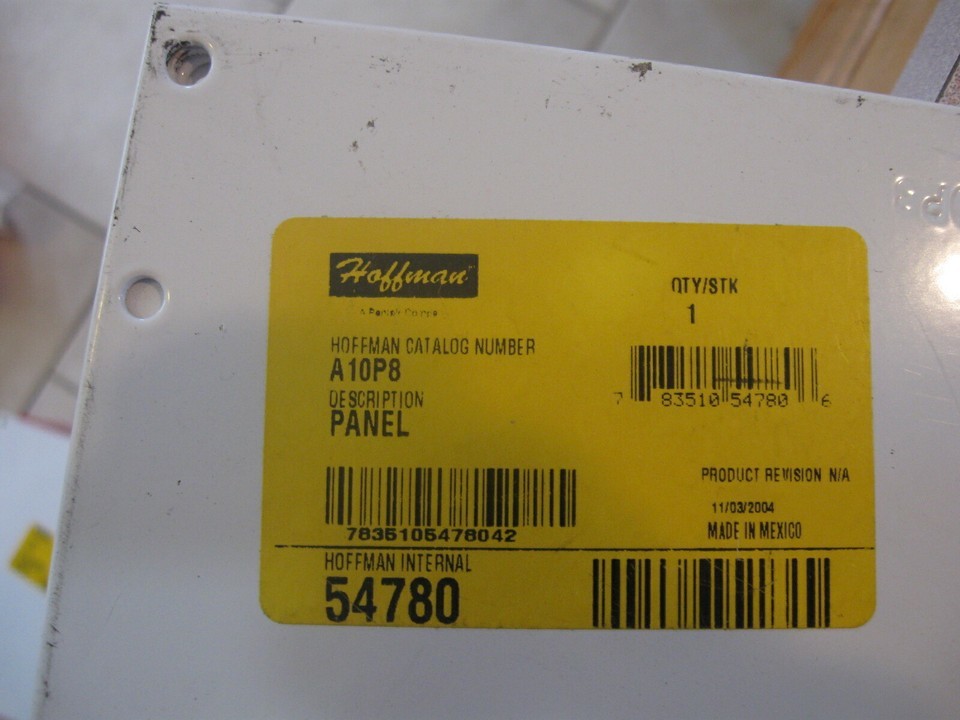 Hoffman
QTY/STK
1
HOFFMAN CATALOG NUMBER
A10P8
DESCRIPTION
PANEL
7 83510 54780 6
PRODUCT REVISION N/A
11/03/2004
MADE IN MEXICO
7835105478042
HOFFMAN INTERNAL
54780